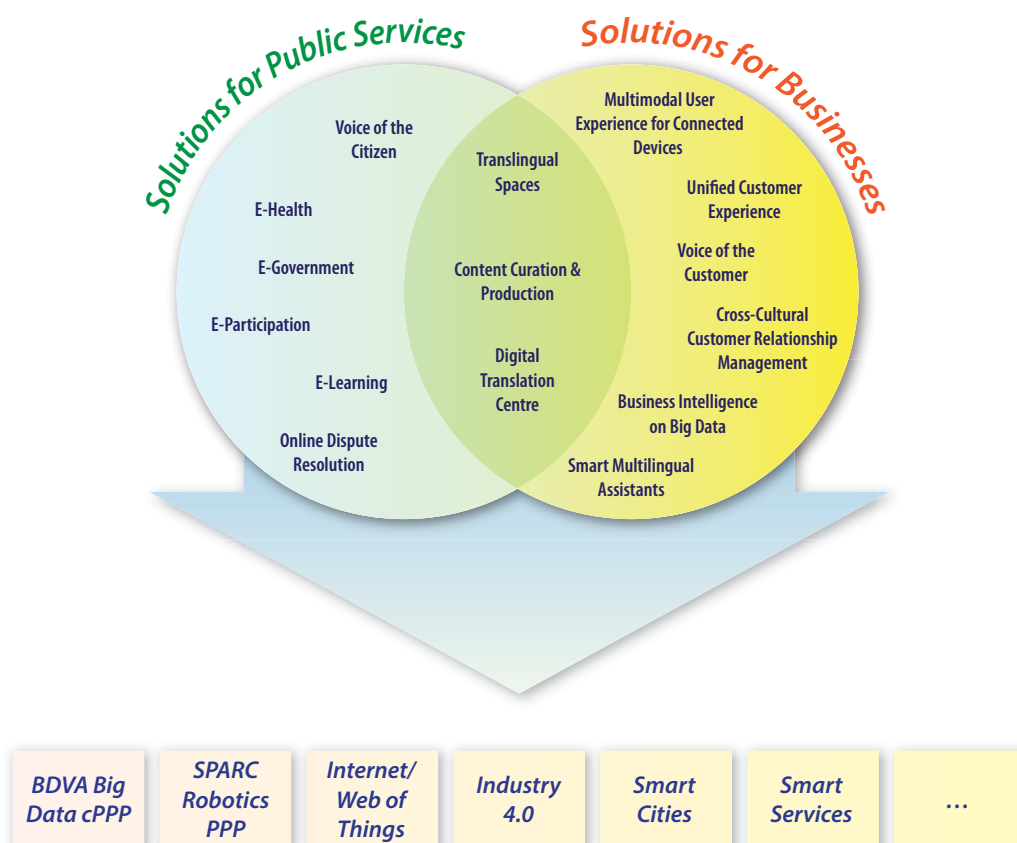 Solutions for Public Services
Solutions for Businesses
Voice of the
Citizen
E-Health
E-Government
E-Participation
E-Learning
Online Dispute
Resolution
Translingual
Spaces
Content Curation &
Production
Digital
Translation
Centre
Multimodal User
Experience for Connected
Devices
Unified Customer
Experience
Voice of the
Customer
Cross-Cultural
Customer Relationship
Management
Business Intelligence
on Big Data
Smart Multilingual
Assistants
BDVA Big
Data cPPP
SPARC
Robotics
PPP
Internet/
Web of
Things
Industry
4.0
Smart
Cities
Smart
Services
...